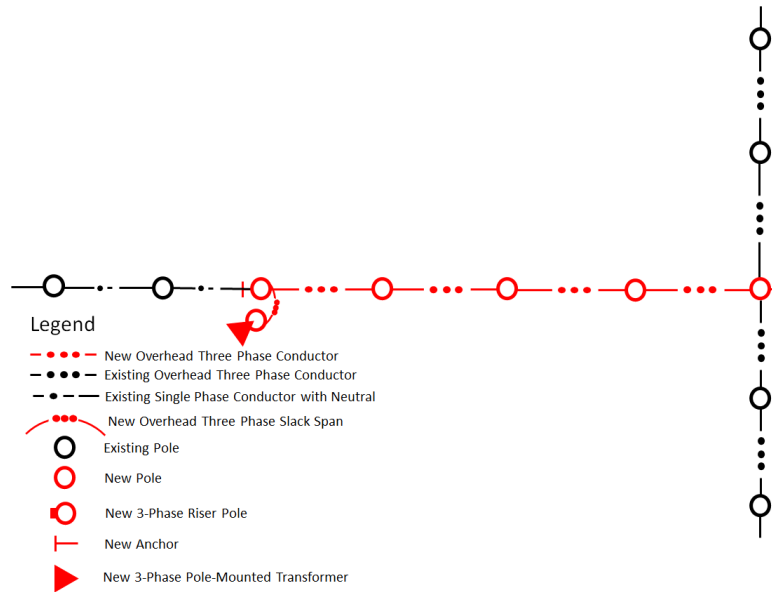 Legend
New Overhead Three Phase Conductor
Existing Overhead Three Phase Conductor
Existing Single Phase Conductor with Neutral
New Overhead Three Phase Slack Span
Existing Pole
New Pole
New 3-Phase Riser Pole
New Anchor
New 3-Phase Pole-Mounted Transformer